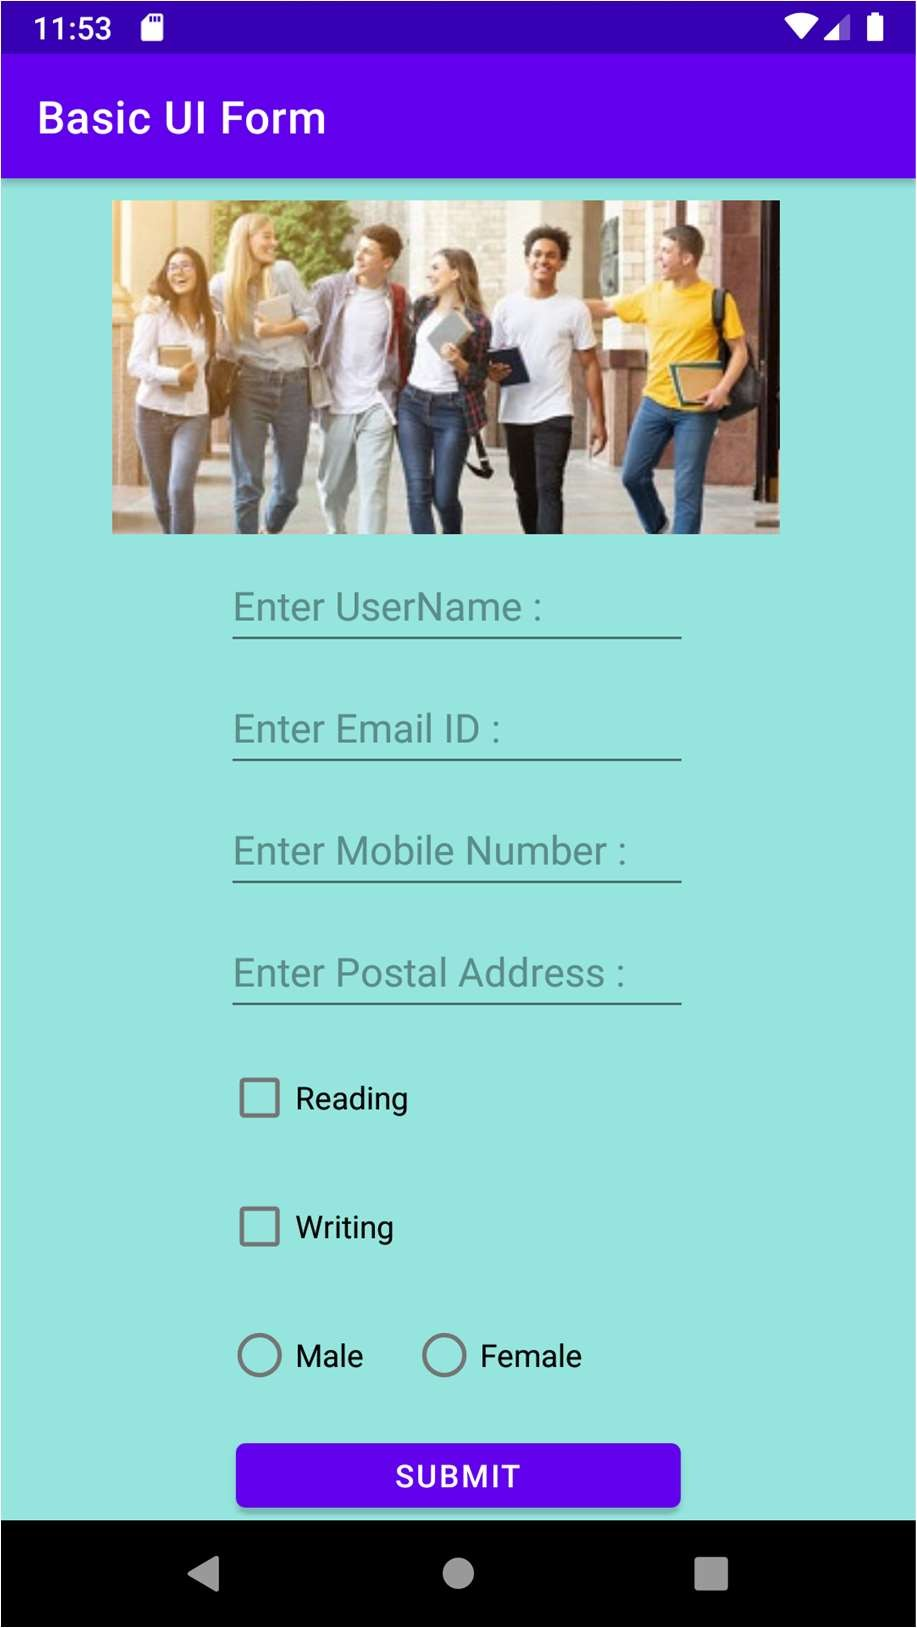 11:53
Basic UI Form
Enter UserName :
Enter Email ID :
Enter Mobile Number :
Enter Postal Address :
Reading
Writing
Male Female
SUBMIT